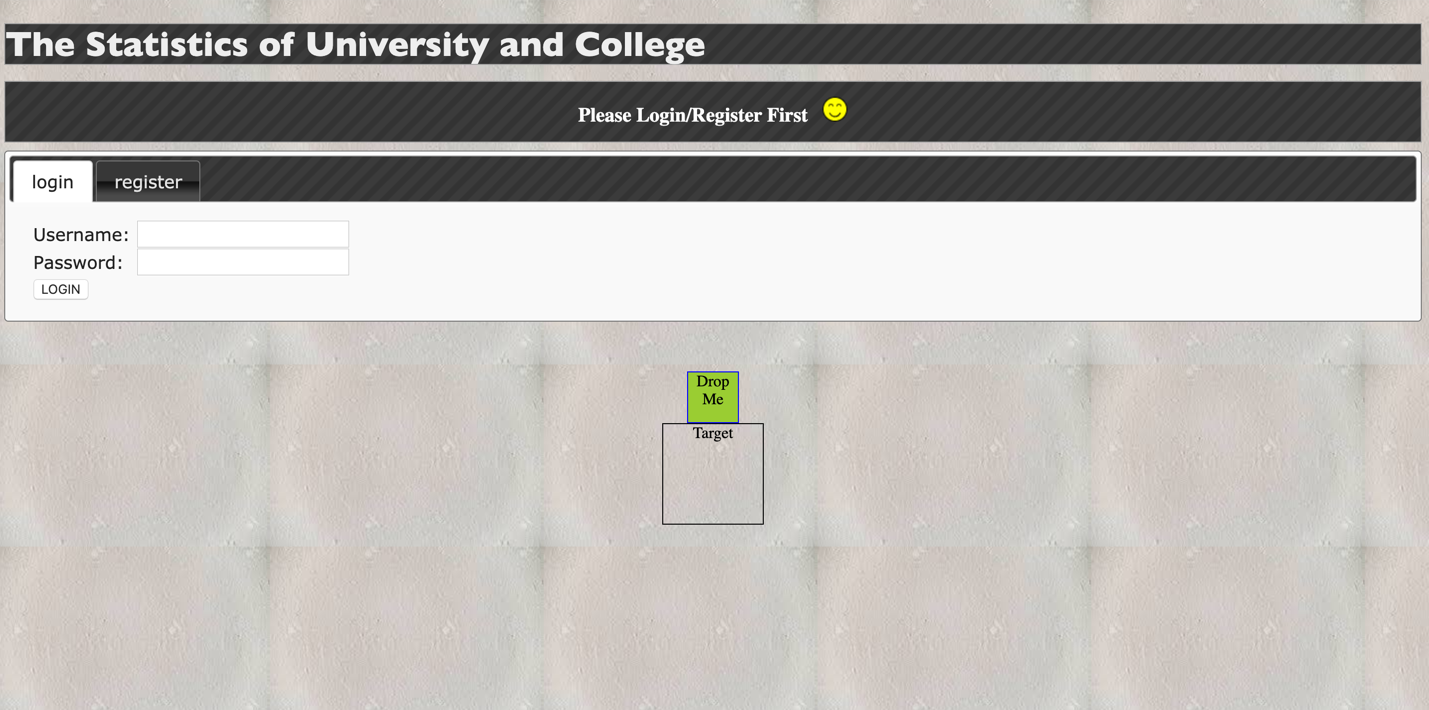 The Statistics of University and College
Please Login/Register First
login register
Username:
Password:
LOGIN
Drop
Me
Target